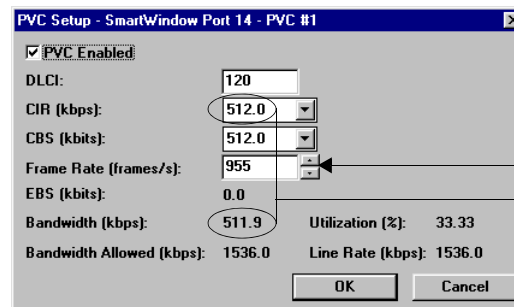 PVC Setup - SmartWindow Port 14 - PVC #1
PVC Enabled
DLCI: 120
CIR (kbps): 512.0
CBS (kbits): 512.0
Frame Rate (frames/s): 955
EBS (kbits): 0.0
Bandwidth (kbps): 511.9 Utilization (%): 33.33
Bandwidth Allowed (kbps): 1536.0 Line Rate (kbps): 1536.0
OK Cancel